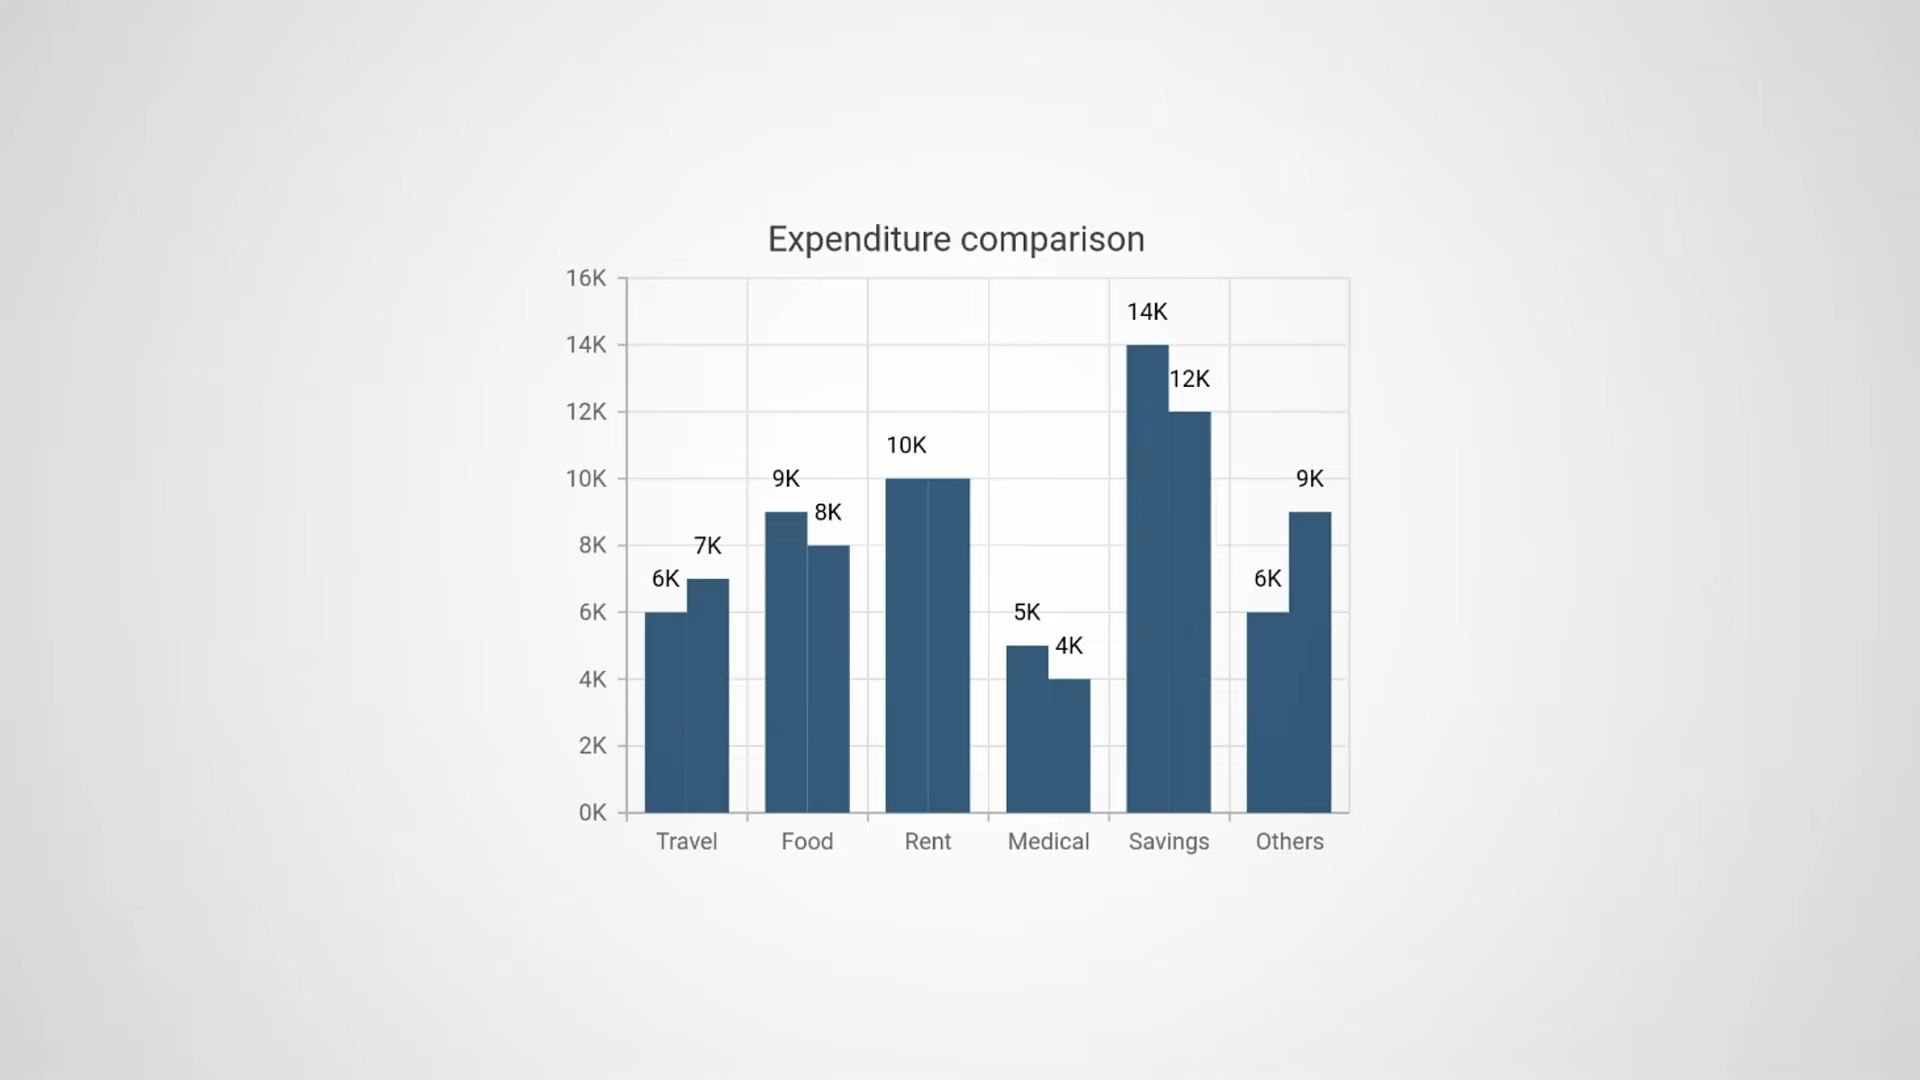 Expenditure comparison
16K
14K
12K
10K
8K
6K
4K
2K
0K
6K
7K
9K
8K
10K
5K
4K
14K
12K
6K
9K
Travel
Food
Rent
Medical
Savings
Others